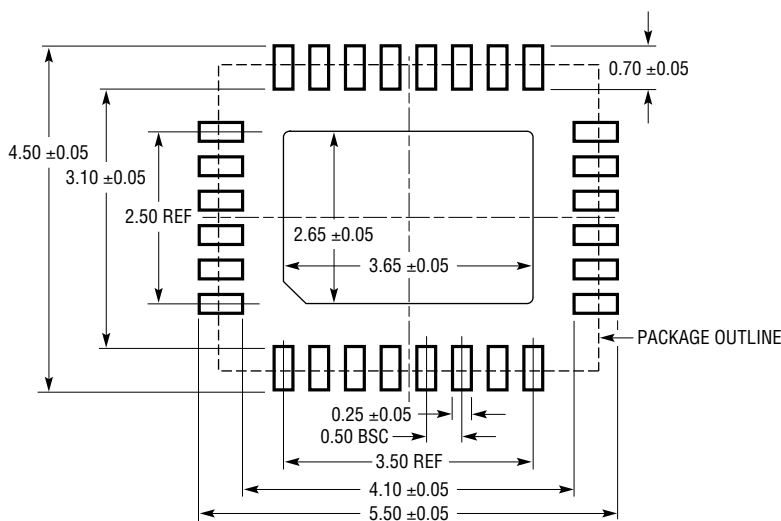 0.70 ±0.05
4.50 ±0.05
3.10 ±0.05
2.50 REF
2.65 ±0.05
3.65 ±0.05
PACKAGE OUTLINE
0.25 ±0.05
0.50 BSC
3.50 REF
4.10 ±0.05
5.50 ±0.05